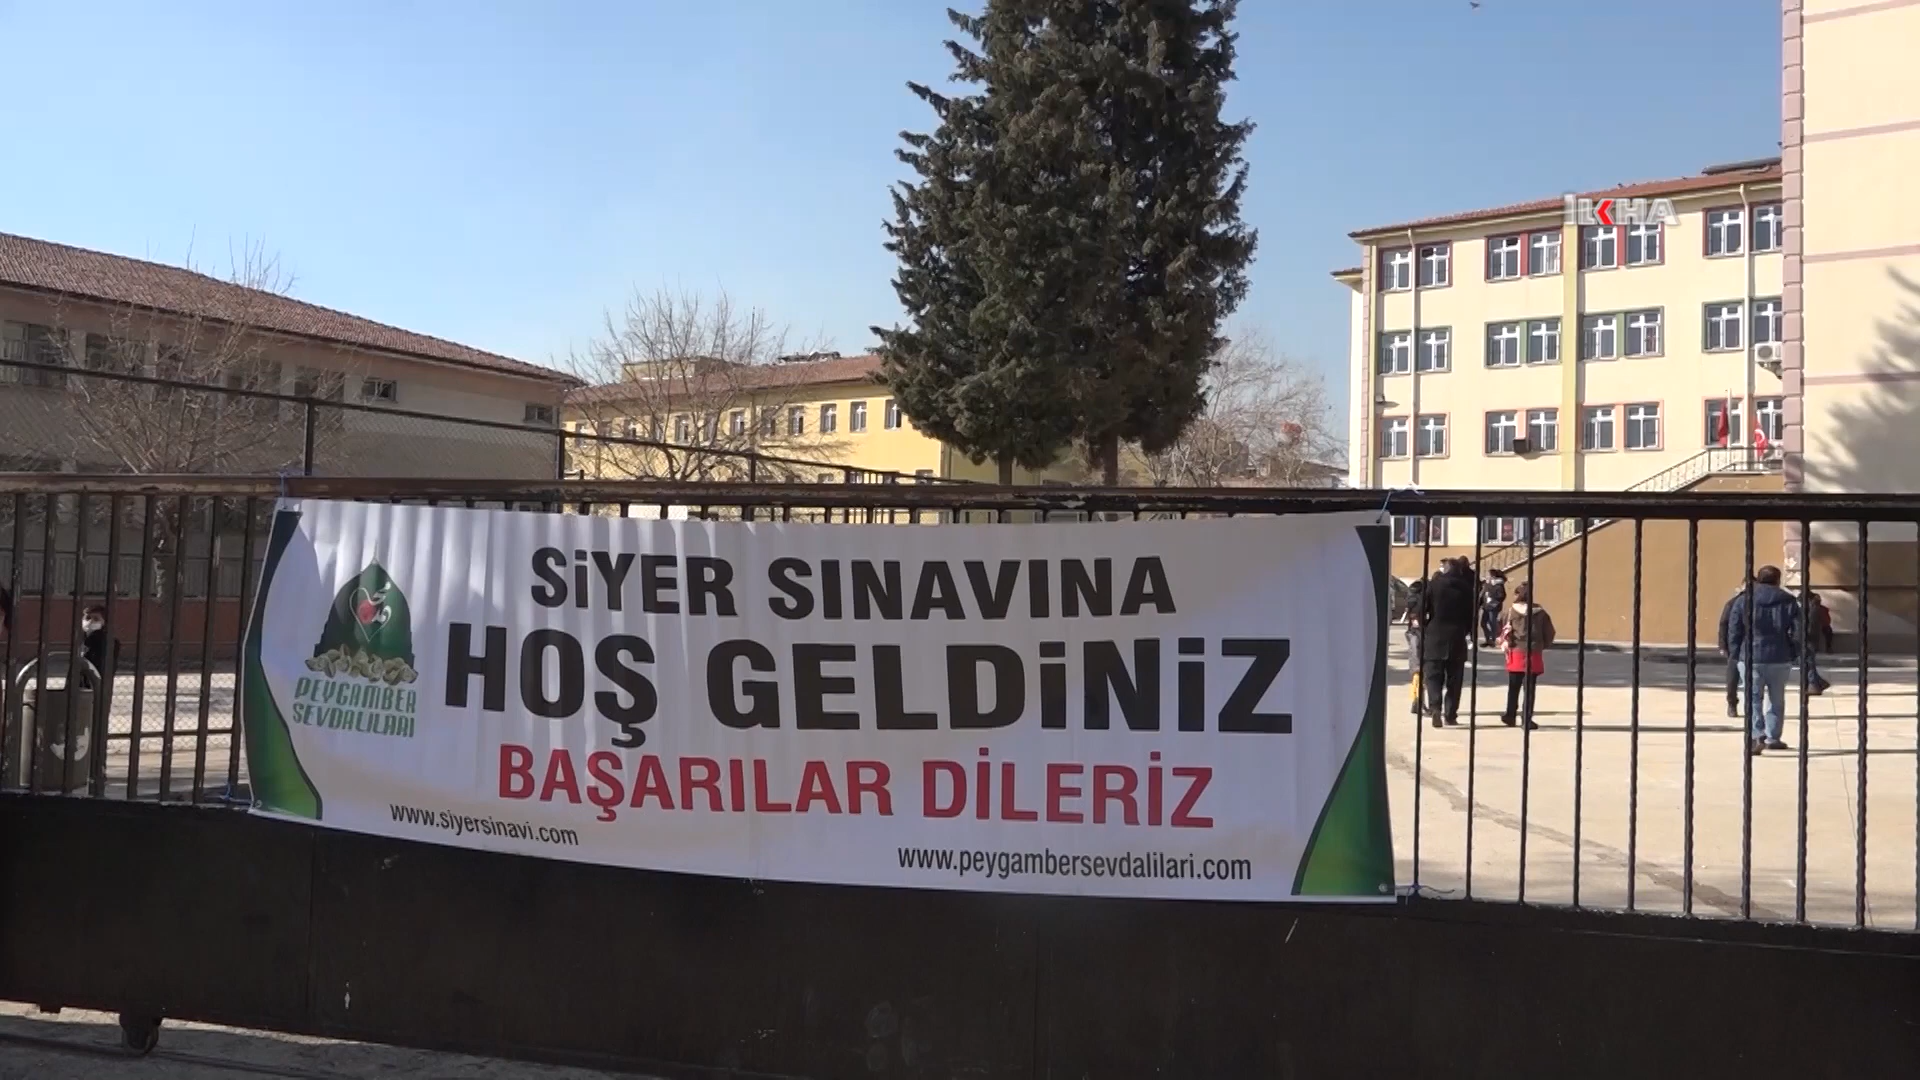 İLKHA
SİYER SINAVINA
HOŞ GELDİNİZ
BAŞARILAR DİLERİZ
PEYGAMBER
SEVDALILARI
www.siyersinavi.com
www.peygambersevdalilari.com